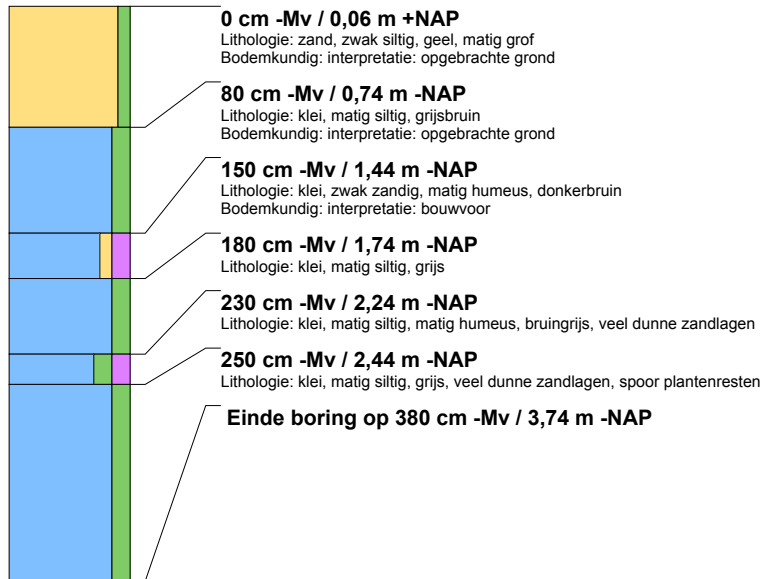 0 cm -Mv / 0,06 m +NAP
Lithologie: zand, zwak siltig, geel, matig grof
Bodemkundig: interpretatie: opgebrachte grond
80 cm -Mv / 0,74 m -NAP
Lithologie: klei, matig siltig, grijsbruin
Bodemkundig: interpretatie: opgebrachte grond
150 cm -Mv / 1,44 m -NAP
Lithologie: klei, zwak zandig, matig humeus, donkerbruin
Bodemkundig: interpretatie: bouwvoor
180 cm -Mv / 1,74 m -NAP
Lithologie: klei, matig siltig, grijs
230 cm -Mv / 2,24 m -NAP
Lithologie: klei, matig siltig, matig humeus, bruingrijs, veel dunne zandlagen
250 cm -Mv / 2,44 m -NAP
Lithologie: klei, matig siltig, grijs, veel dunne zandlagen, spoor plantenresten
Einde boring op 380 cm -Mv / 3,74 m -NAP